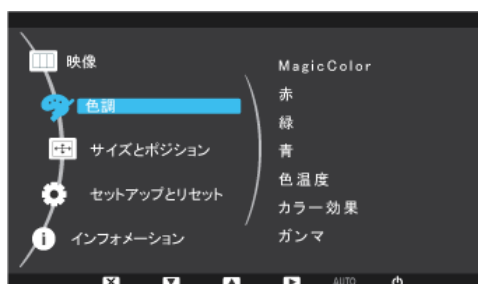 映像
色調
サイズとポジション
セットアップとリセット
インフォメーション
MagicColor
赤
緑
青
色温度
カラー効果
ガンマ
AUTO